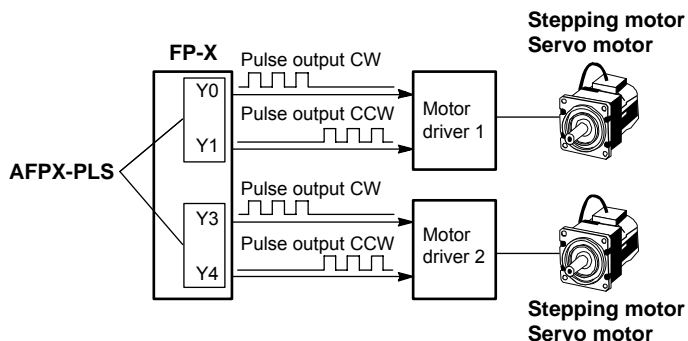 Stepping motor
Servo motor
FP-X
Pulse output CW
Y0
Motor
driver 1
Pulse output CCW
Y1
AFPX-PLS
Pulse output CW
Y3
Motor
driver 2
Pulse output CCW
Y4
Stepping motor
Servo motor